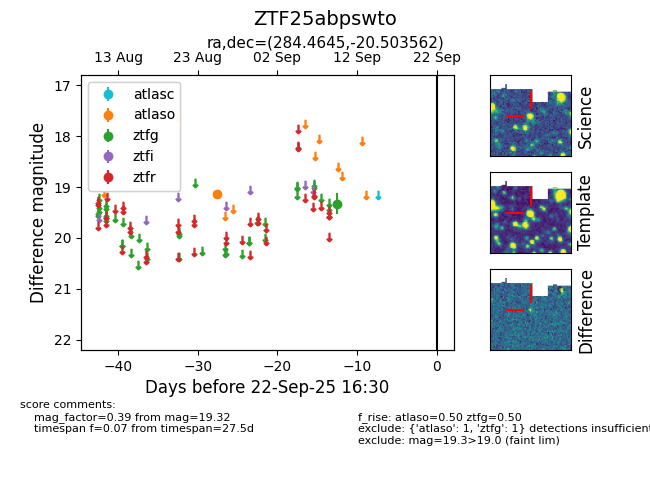 ZTF25abpswto
ra,dec=(284.4645,-20.503562)
13 Aug 23 Aug 02 Sep 12 Sep 22 Sep
17
18
19
20
21
22
Difference magnitude
atlasc
atlaso
ztfg
ztfi
ztfr
−40 −30 −20 −10 0
Days before 22-Sep-25 16:30
Science
Template
Difference
score comments:
mag_factor=0.39 from mag=19.32
timespan f=0.07 from timespan=27.5d
f_rise: atlaso=0.50 ztfg=0.50
exclude: {'atlaso': 1, 'ztfg': 1} detections insufficient
exclude: mag=19.3>19.0 (faint lim)